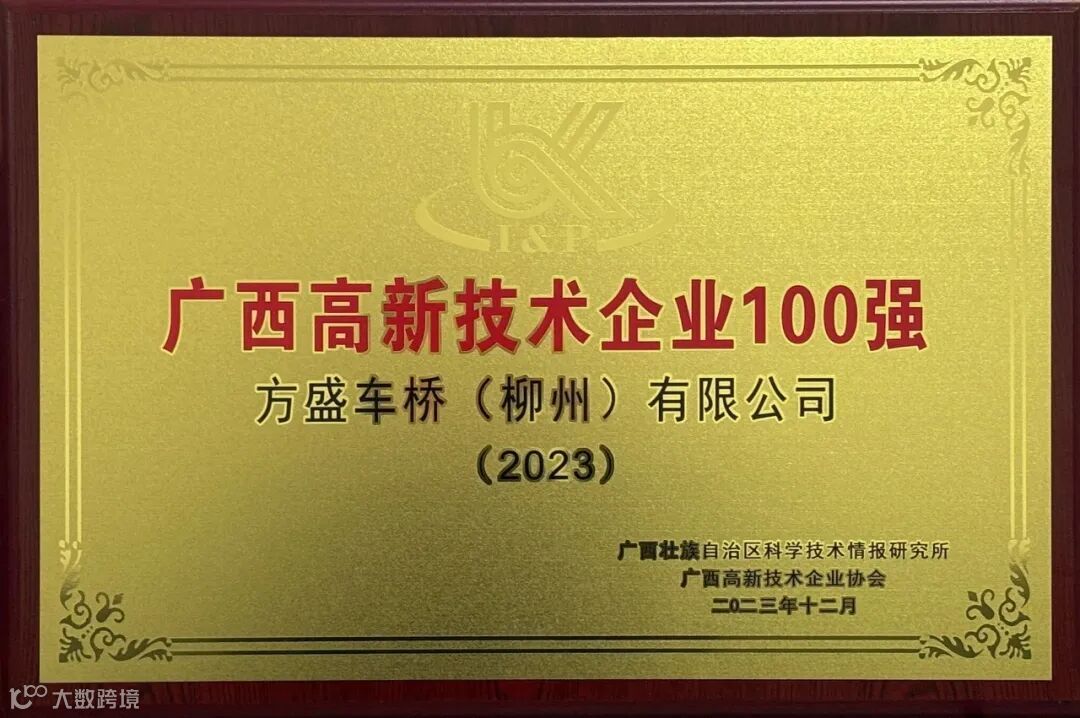 I&P
广西高新技术企业100强
方盛车桥（柳州）有限公司
（2023）
广西壮族自治区科学技术情报研究所
广西高新技术企业协会
二〇二三年十二月
大数跨境